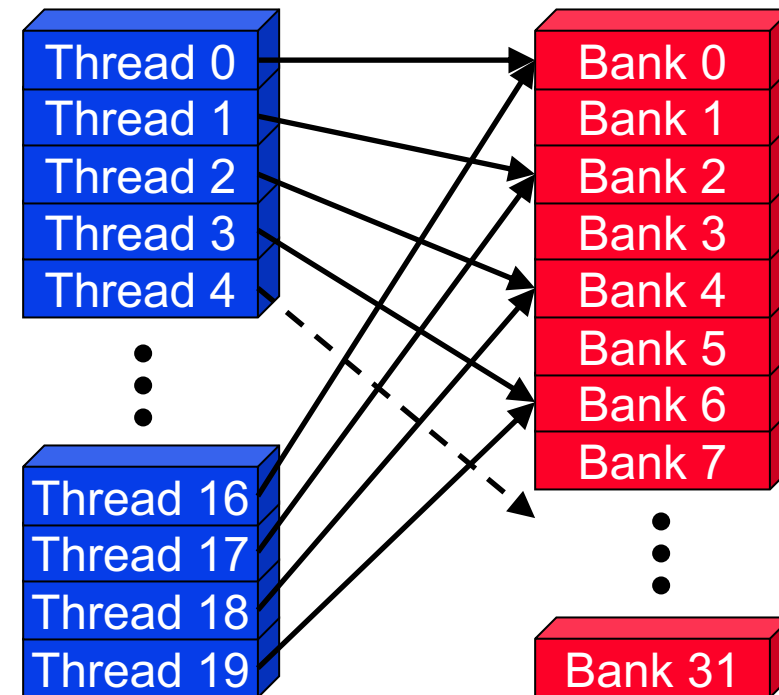 Thread 0
Thread 1
Thread 2
Thread 3
Thread 4
Thread 16
Thread 17
Thread 18
Thread 19
Bank 0
Bank 1
Bank 2
Bank 3
Bank 4
Bank 5
Bank 6
Bank 7
Bank 31